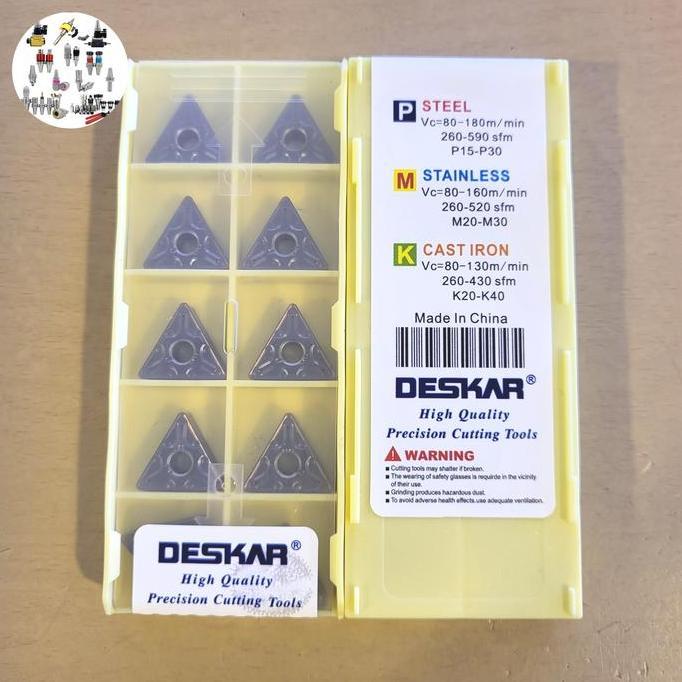 P STEEL
Vc=80-180m/min
260-590 sfm
P15-P30
M STAINLESS
Vc=80-160m/min
260-520 sfm
M20-M30
K CAST IRON
Vc=80-130m/min
260-430 sfm
K20-K40
Made In China
DESKAR®
High Quality
Precision Cutting Tools
WARNING
Cutting tools may shatter if broken.
The wearing of safety glasses is requirde in the vicinity
of their use.
Grinding produces hazardous dust.
To avoid adverse health effects.use adequate ventilation.
DESKAR®
High Quality
Precision Cutting Tools